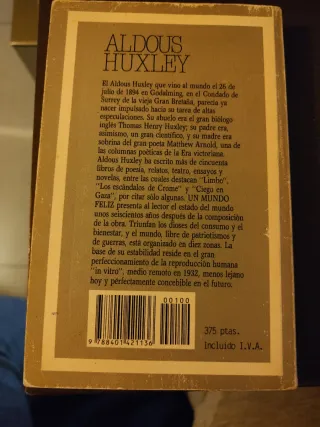 ALDOUS
HUXLEY
El Aldous Huxley que vino al mundo el 26 de
julio de 1894 en Godalming, en el Condado de
Surrey de la vieja Gran Bretaña, parecía ya
nacer impulsado hacia su tarea de altas
especulaciones. Su abuelo era el gran biólogo
inglés Thomas Henry Huxley; su padre era,
asimismo, un gran científico, y su madre era
sobrina del gran poeta Matthew Arnold, una de
las columnas poéticas de la Era victoriana.
Aldous Huxley ha escrito más de cincuenta
libros de poesía, relatos, teatro, ensayos y
novelas, entre las cuales destacan "Limbo",
"Los escándalos de Crome" y "Ciego en
Gaza", por citar sólo algunas. UN MUNDO
FELIZ presenta al lector el estado del mundo
unos seiscientos años después de la composición
de la obra. Triunfan los dioses del consumo y el
bienestar, y el mundo, libre de patriotismos y
de guerras, está organizado en diez zonas. La
base de su estabilidad reside en el gran
perfeccionamiento de la reproducción humana
"in vitro", medio remoto en 1932, menos lejano
hoy y perfectamente concebible en el futuro.
00100
9 788401 421136
375 ptas.
Incluido I.V.A.